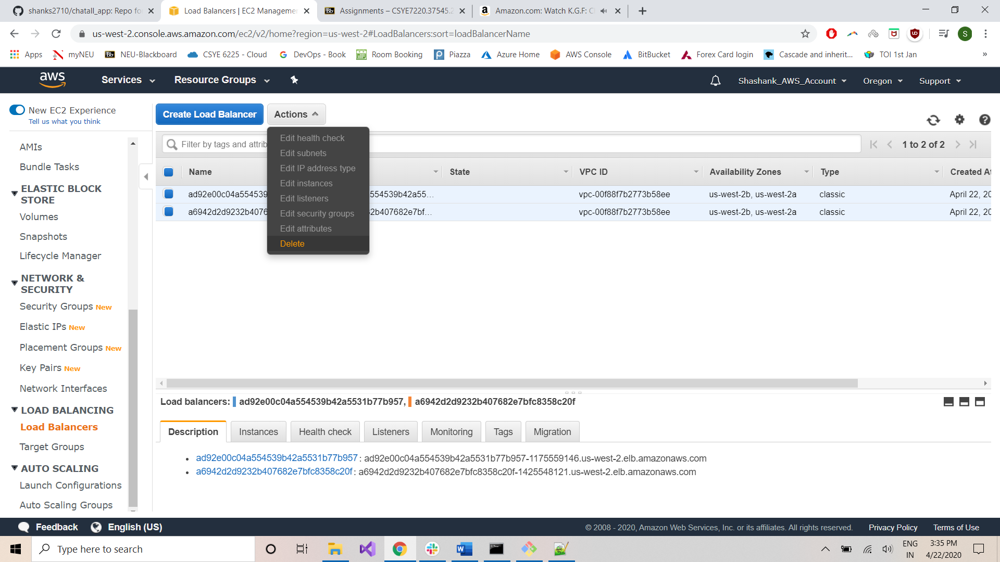 shanks2710/chatall_app: Repo for
Load Balancers | EC2 Manageme
Bb Assignments – CSYE7220.37545.2
Amazon.com: Watch K.G.F: C
us-west-2.console.aws.amazon.com/ec2/v2/home?region=us-west-2#LoadBalancers:sort=loadBalancerName
S
Apps myNEU Bb NEU-Blackboard CSYE 6225 - Cloud G DevOps - Book Room Booking Piazza Azure Home AWS Console BitBucket Forex Card login Cascade and inherit... TOI 1st Jan »
aws Services Resource Groups Shashank_AWS_Account Oregon Support
New EC2 Experience
Tell us what you think
AMIs
Bundle Tasks
ELASTIC BLOCK
STORE
Volumes
Snapshots
Lifecycle Manager
NETWORK &
SECURITY
Security Groups New
Elastic IPs New
Placement Groups New
Key Pairs New
Network Interfaces
LOAD BALANCING
Load Balancers
Target Groups
AUTO SCALING
Launch Configurations
Auto Scaling Groups
Create Load Balancer Actions
Filter by tags and attrib
1 to 2 of 2
Edit health check
Edit subnets
Edit IP address type
Edit instances
Edit listeners
Edit security groups
Edit attributes
Delete
Name State VPC ID Availability Zones Type Created At
ad92e00c04a554539 554539b42a55... vpc-00f88f7b2773b58ee us-west-2b, us-west-2a classic April 22, 20
a6942d2d9232b4076 2b407682e7bf... vpc-00f88f7b2773b58ee us-west-2b, us-west-2a classic April 22, 20
Load balancers: ad92e00c04a554539b42a5531b77b957, a6942d2d9232b407682e7bfc8358c20f
Description Instances Health check Listeners Monitoring Tags Migration
• ad92e00c04a554539b42a5531b77b957: ad92e00c04a554539b42a5531b77b957-1175559146.us-west-2.elb.amazonaws.com
• a6942d2d9232b407682e7bfc8358c20f: a6942d2d9232b407682e7bfc8358c20f-1425548121.us-west-2.elb.amazonaws.com
Feedback English (US) © 2008 - 2020, Amazon Web Services, Inc. or its affiliates. All rights reserved. Privacy Policy Terms of Use
Type here to search
ENG
IN
3:35 PM
4/22/2020